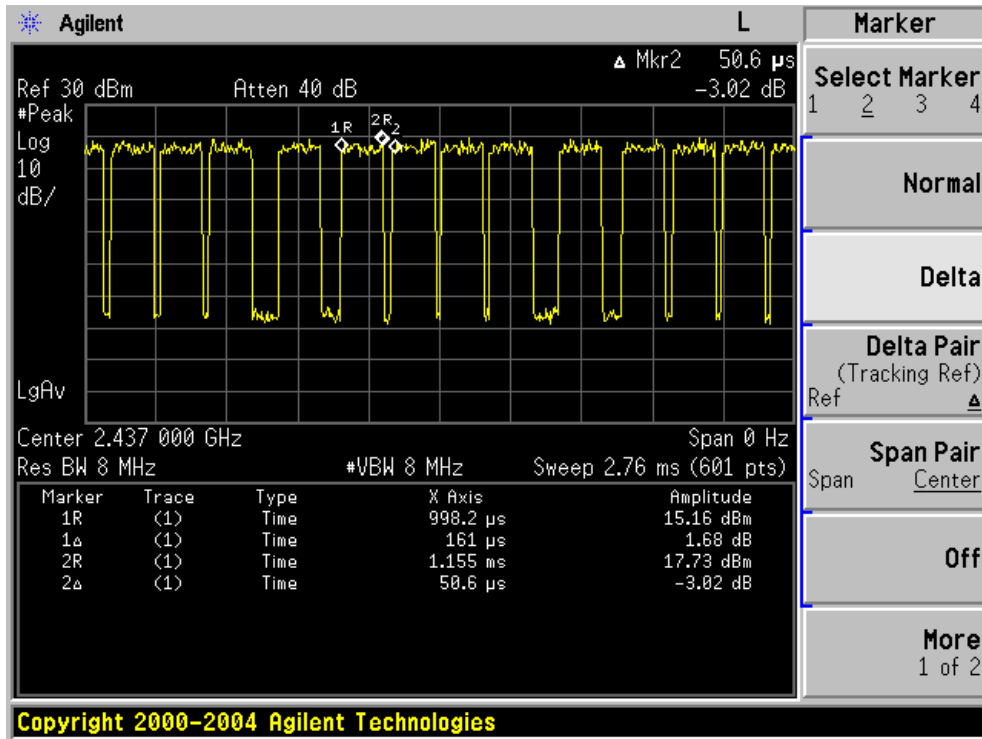 Agilent L
Δ Mkr2 50.6 µs
Ref 30 dBm Atten 40 dB -3.02 dB
#Peak
Log
10
dB/
1R 2R 2
LgAv
Center 2.437 000 GHz Span 0 Hz
Res BW 8 MHz #VBW 8 MHz Sweep 2.76 ms (601 pts)
Marker Trace Type X Axis Amplitude
1R (1) Time 998.2 µs 15.16 dBm
1Δ (1) Time 161 µs 1.68 dB
2R (1) Time 1.155 ms 17.73 dBm
2Δ (1) Time 50.6 µs -3.02 dB
Marker
Select Marker
1 2 3 4
Normal
Delta
Delta Pair
(Tracking Ref)
Ref Δ
Span Pair
Span Center
Off
More
1 of 2
Copyright 2000-2004 Agilent Technologies